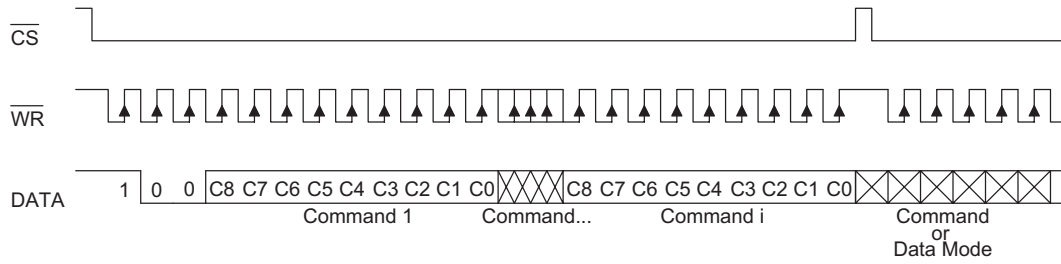 CS
WR
DATA 1 0 0 C8 C7 C6 C5 C4 C3 C2 C1 C0 C8 C7 C6 C5 C4 C3 C2 C1 C0
Command 1 Command... Command i Command
or
Data Mode